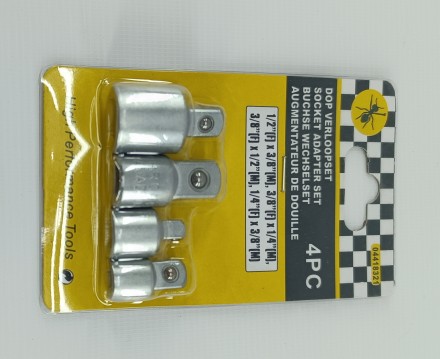 DOP VERLOOPSET
SOCKET ADAPTER SET
BUCHSE WECHSELSET
AUGMENTATEUR DE DOUILLE
4PC
04418321
1/2"(F) x 3/8"(M), 3/8"(F) x 1/4"(M),
3/8"(F) x 1/2"(M), 1/4"(F) x 3/8"(M)
High Performance Tools